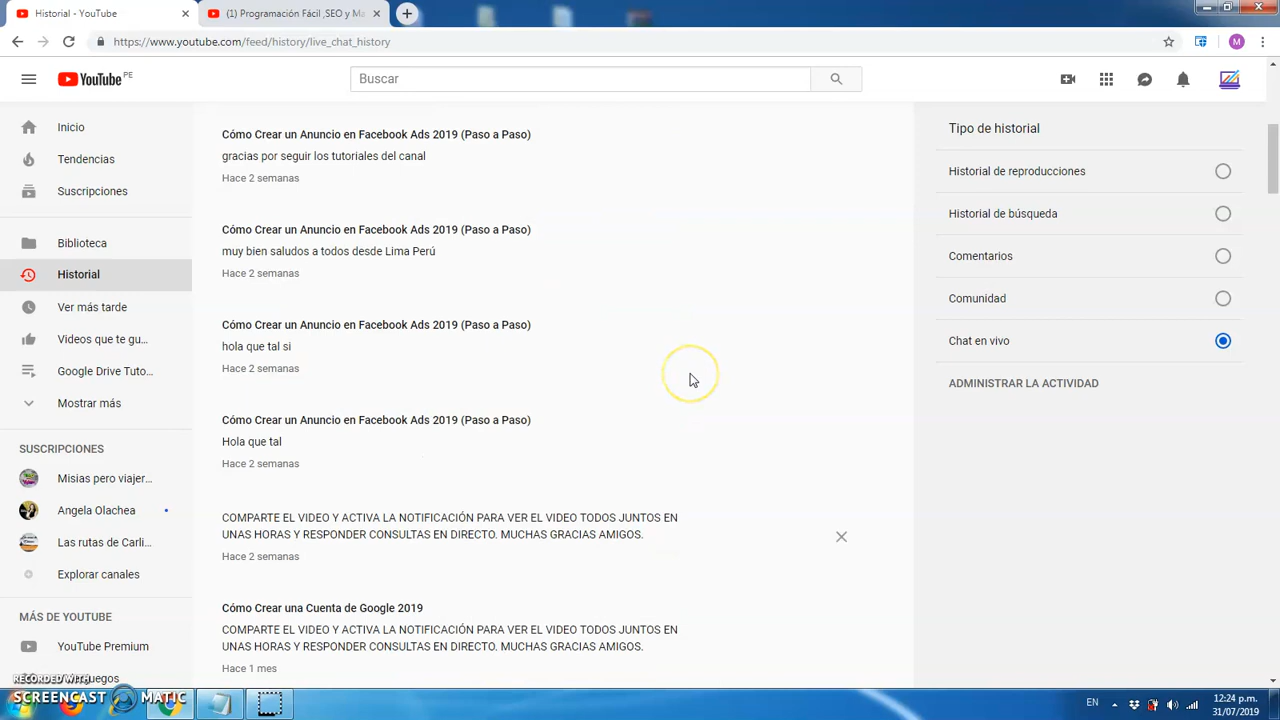 Historial - YouTube
(1) Programación Fácil ,SEO y Ma
https://www.youtube.com/feed/history/live_chat_history
M
YouTube PE
Buscar
Inicio
Tendencias
Suscripciones
Biblioteca
Historial
Ver más tarde
Videos que te gu...
Google Drive Tuto...
Mostrar más
SUSCRIPCIONES
Misias pero viajer...
Angela Olachea
Las rutas de Carli...
Explorar canales
MÁS DE YOUTUBE
YouTube Premium
Cómo Crear un Anuncio en Facebook Ads 2019 (Paso a Paso)
gracias por seguir los tutoriales del canal
Hace 2 semanas
Cómo Crear un Anuncio en Facebook Ads 2019 (Paso a Paso)
muy bien saludos a todos desde Lima Perú
Hace 2 semanas
Cómo Crear un Anuncio en Facebook Ads 2019 (Paso a Paso)
hola que tal si
Hace 2 semanas
Cómo Crear un Anuncio en Facebook Ads 2019 (Paso a Paso)
Hola que tal
Hace 2 semanas
COMPARTE EL VIDEO Y ACTIVA LA NOTIFICACIÓN PARA VER EL VIDEO TODOS JUNTOS EN
UNAS HORAS Y RESPONDER CONSULTAS EN DIRECTO. MUCHAS GRACIAS AMIGOS.
Hace 2 semanas
Cómo Crear una Cuenta de Google 2019
COMPARTE EL VIDEO Y ACTIVA LA NOTIFICACIÓN PARA VER EL VIDEO TODOS JUNTOS EN
UNAS HORAS Y RESPONDER CONSULTAS EN DIRECTO. MUCHAS GRACIAS AMIGOS.
Hace 1 mes
Tipo de historial
Historial de reproducciones
Historial de búsqueda
Comentarios
Comunidad
Chat en vivo
ADMINISTRAR LA ACTIVIDAD
RECORDED WITH
SCREENCAST MATIC
EN
12:24 p.m.
31/07/2019